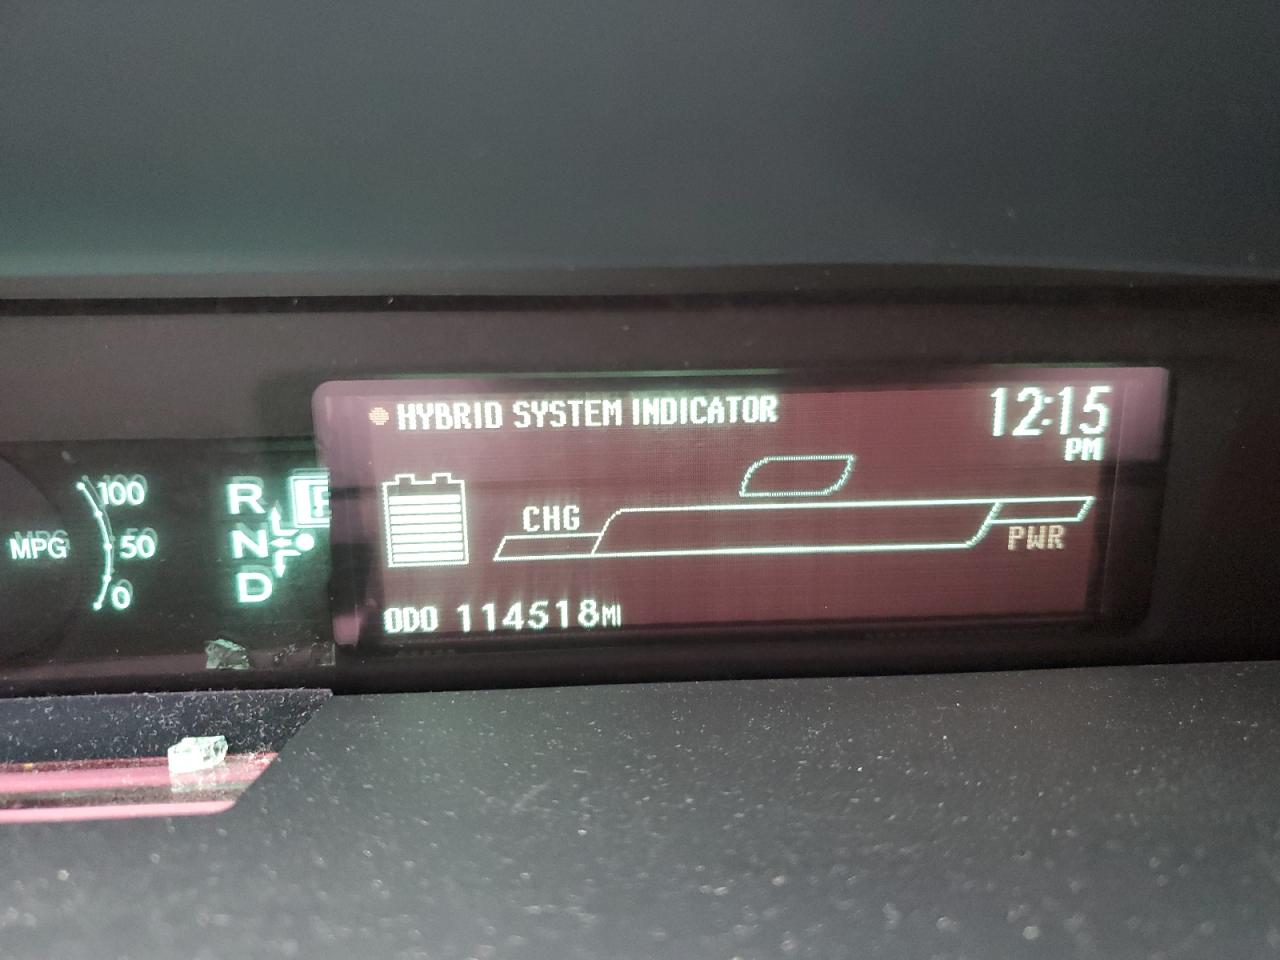 HYBRID SYSTEM INDICATOR
12:15
PM
100
50
0
MPG
R
N
D
P
CHG
PWR
ODO 114518MI